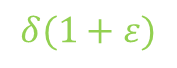 δ(1 + ε)